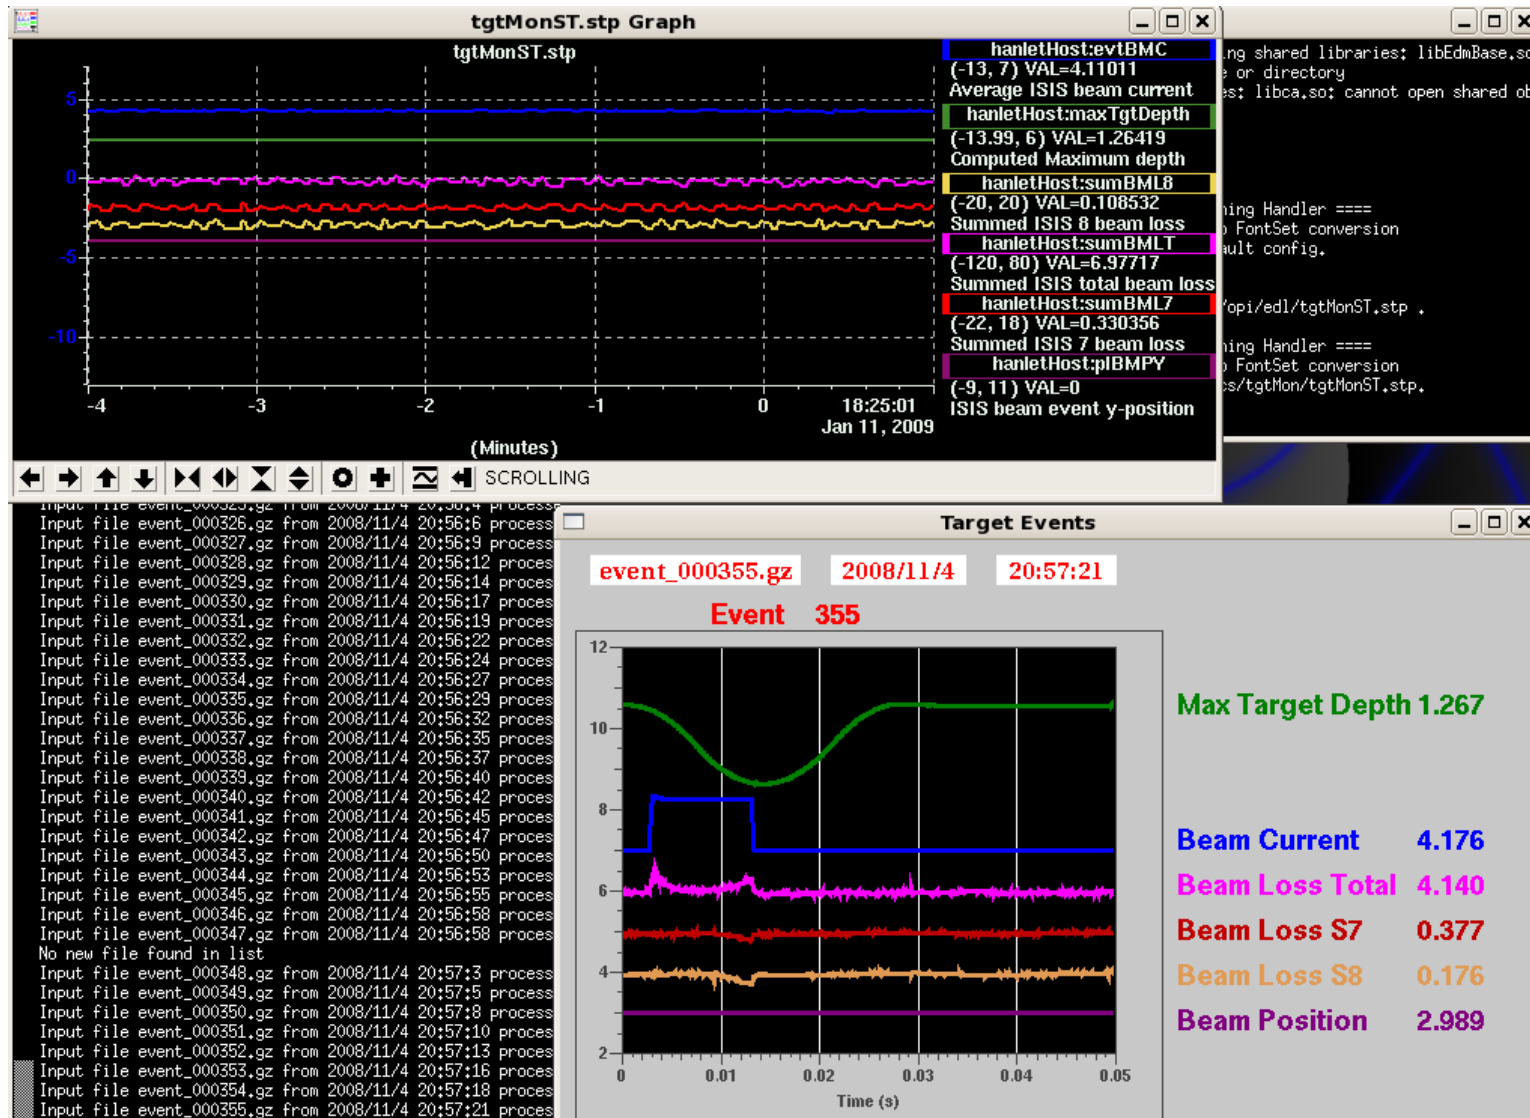 tgtMonST.stp Graph
tgtMonST.stp
5
0
-5
-10
-4 -3 -2 -1 0 18:25:01
Jan 11, 2009
(Minutes)
hanletHost:evtBMC
(-13, 7) VAL=4.11011
Average ISIS beam current
hanletHost:maxTgtDepth
(-13.99, 6) VAL=1.26419
Computed Maximum depth
hanletHost:sumBML8
(-20, 20) VAL=0.108532
Summed ISIS 8 beam loss
hanletHost:sumBMLT
(-120, 80) VAL=6.97717
Summed ISIS total beam loss
hanletHost:sumBML7
(-22, 18) VAL=0.330356
Summed ISIS 7 beam loss
hanletHost:plBMPY
(-9, 11) VAL=0
ISIS beam event y-position
SCROLLING
ng shared libraries: libEdmBase.so
e or directory
es: libca.so: cannot open shared ob
ning Handler ====
o FontSet conversion
ault config.
/opi/edl/tgtMonST.stp .
ning Handler ====
o FontSet conversion
cs/tgtMon/tgtMonST.stp.
Input file event_000325.gz from 2008/11/4 20:56:4 process
Input file event_000326.gz from 2008/11/4 20:56:6 process
Input file event_000327.gz from 2008/11/4 20:56:9 process
Input file event_000328.gz from 2008/11/4 20:56:12 proces
Input file event_000329.gz from 2008/11/4 20:56:14 proces
Input file event_000330.gz from 2008/11/4 20:56:17 proces
Input file event_000331.gz from 2008/11/4 20:56:19 proces
Input file event_000332.gz from 2008/11/4 20:56:22 proces
Input file event_000333.gz from 2008/11/4 20:56:24 proces
Input file event_000334.gz from 2008/11/4 20:56:27 proces
Input file event_000335.gz from 2008/11/4 20:56:29 proces
Input file event_000336.gz from 2008/11/4 20:56:32 proces
Input file event_000337.gz from 2008/11/4 20:56:35 proces
Input file event_000338.gz from 2008/11/4 20:56:37 proces
Input file event_000339.gz from 2008/11/4 20:56:40 proces
Input file event_000340.gz from 2008/11/4 20:56:42 proces
Input file event_000341.gz from 2008/11/4 20:56:45 proces
Input file event_000342.gz from 2008/11/4 20:56:47 proces
Input file event_000343.gz from 2008/11/4 20:56:50 proces
Input file event_000344.gz from 2008/11/4 20:56:53 proces
Input file event_000345.gz from 2008/11/4 20:56:55 proces
Input file event_000346.gz from 2008/11/4 20:56:58 proces
Input file event_000347.gz from 2008/11/4 20:56:58 proces
No new file found in list
Input file event_000348.gz from 2008/11/4 20:57:3 process
Input file event_000349.gz from 2008/11/4 20:57:5 process
Input file event_000350.gz from 2008/11/4 20:57:8 process
Input file event_000351.gz from 2008/11/4 20:57:10 proces
Input file event_000352.gz from 2008/11/4 20:57:13 proces
Input file event_000353.gz from 2008/11/4 20:57:16 proces
Input file event_000354.gz from 2008/11/4 20:57:18 proces
Input file event_000355.gz from 2008/11/4 20:57:21 proces
Target Events
event_000355.gz 2008/11/4 20:57:21
Event 355
12
10
8
6
4
2
0 0.01 0.02 0.03 0.04 0.05
Time (s)
Max Target Depth 1.267
Beam Current 4.176
Beam Loss Total 4.140
Beam Loss S7 0.377
Beam Loss S8 0.176
Beam Position 2.989